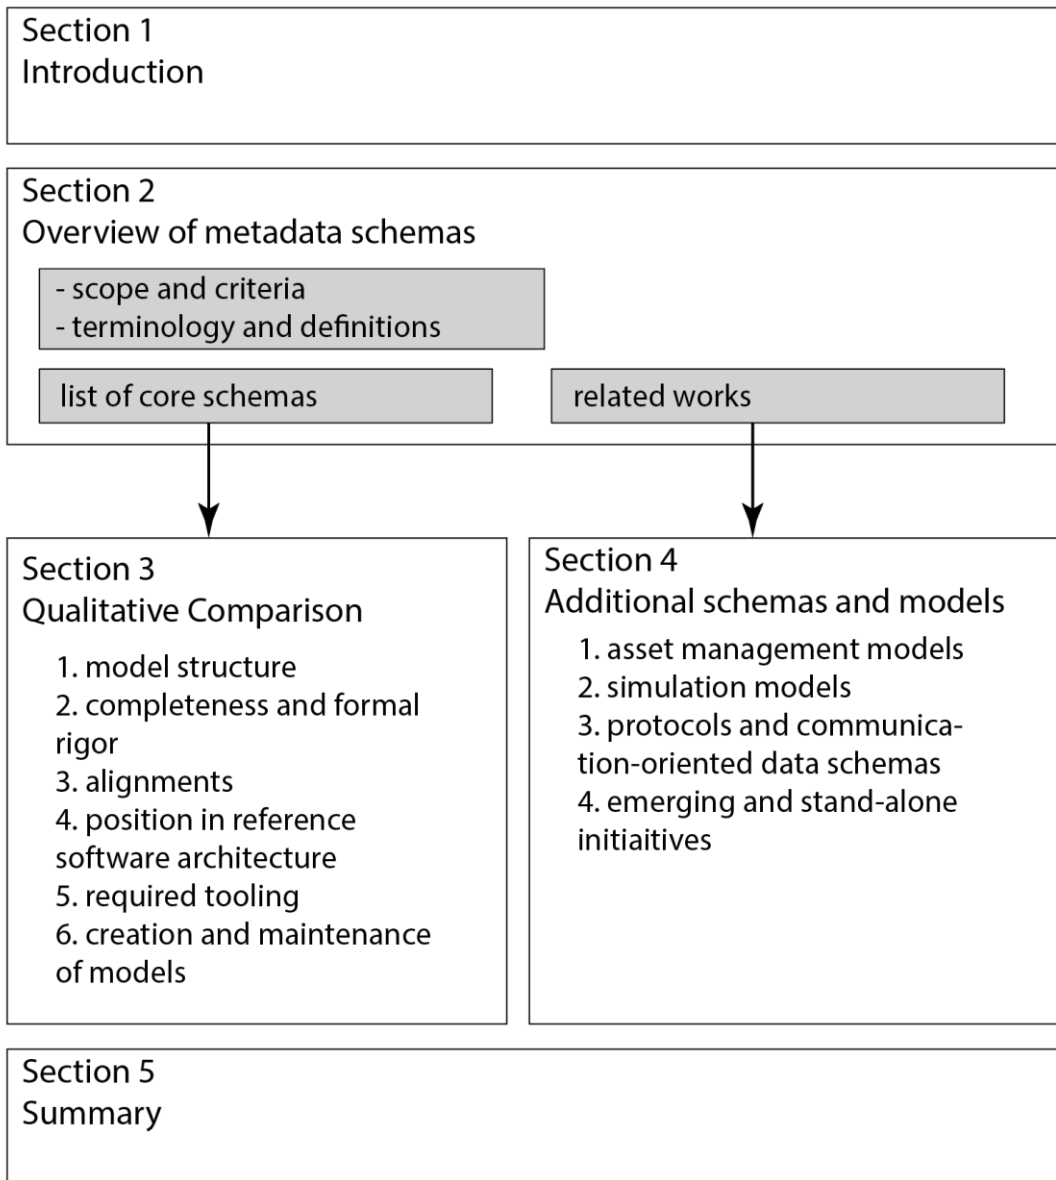 Section 1
Introduction
Section 2
Overview of metadata schemas
- scope and criteria
- terminology and definitions
list of core schemas
related works
Section 3
Qualitative Comparison
1. model structure
2. completeness and formal
rigor
3. alignments
4. position in reference
software architecture
5. required tooling
6. creation and maintenance
of models
Section 4
Additional schemas and models
1. asset management models
2. simulation models
3. protocols and communica-
tion-oriented data schemas
4. emerging and stand-alone
initiaitives
Section 5
Summary